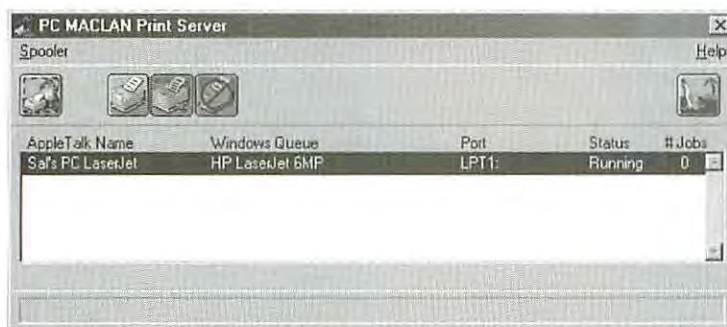 PC MACLAN Print Server
Spooler Help
AppleTalk Name Windows Queue Port Status # Jobs
Sal's PC LaserJet HP LaserJet 6MP LPT1: Running 0